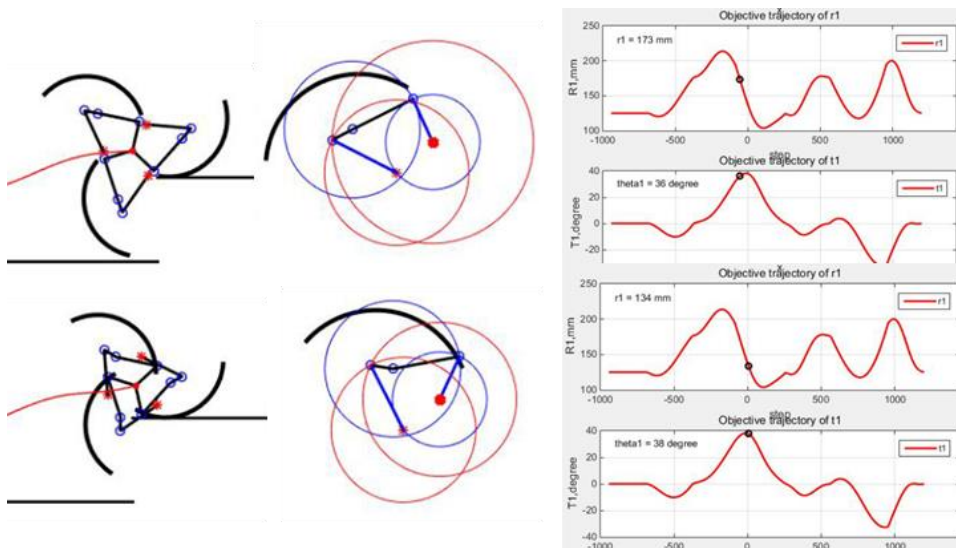 Objective trajectory of r1
r1 = 173 mm
r1
R1,mm
250
200
150
100
-1000
-500
0
500
1000
step
Objective trajectory of t1
theta1 = 36 degree
t1
T1,degree
40
20
0
-20
Objective trajectory of r1
r1 = 134 mm
r1
R1,mm
250
200
150
100
-1000
-500
0
500
1000
step
Objective trajectory of t1
theta1 = 38 degree
t1
T1,degree
40
20
0
-20
-40
-1000
-500
0
500
1000